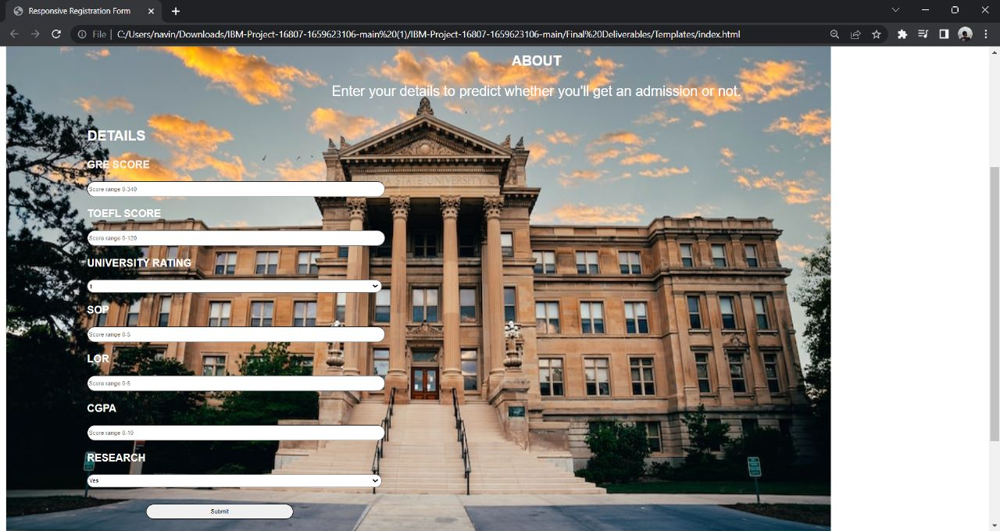 Responsive Registration Form
File
C:/Users/navin/Downloads/IBM-Project-16807-1659623106-main%20(1)/IBM-Project-16807-1659623106-main/Final%20Deliverables/Templates/index.html
ABOUT
Enter your details to predict whether you'll get an admission or not.
DETAILS
GRE SCORE
Score range 0-340
STATE UNIVERSITY
TOEFL SCORE
Score range 0-120
UNIVERSITY RATING
1
SOP
Score range 0-5
LOR
Score range 0-5
CGPA
Score range 0-10
RESEARCH
Yes
Submit